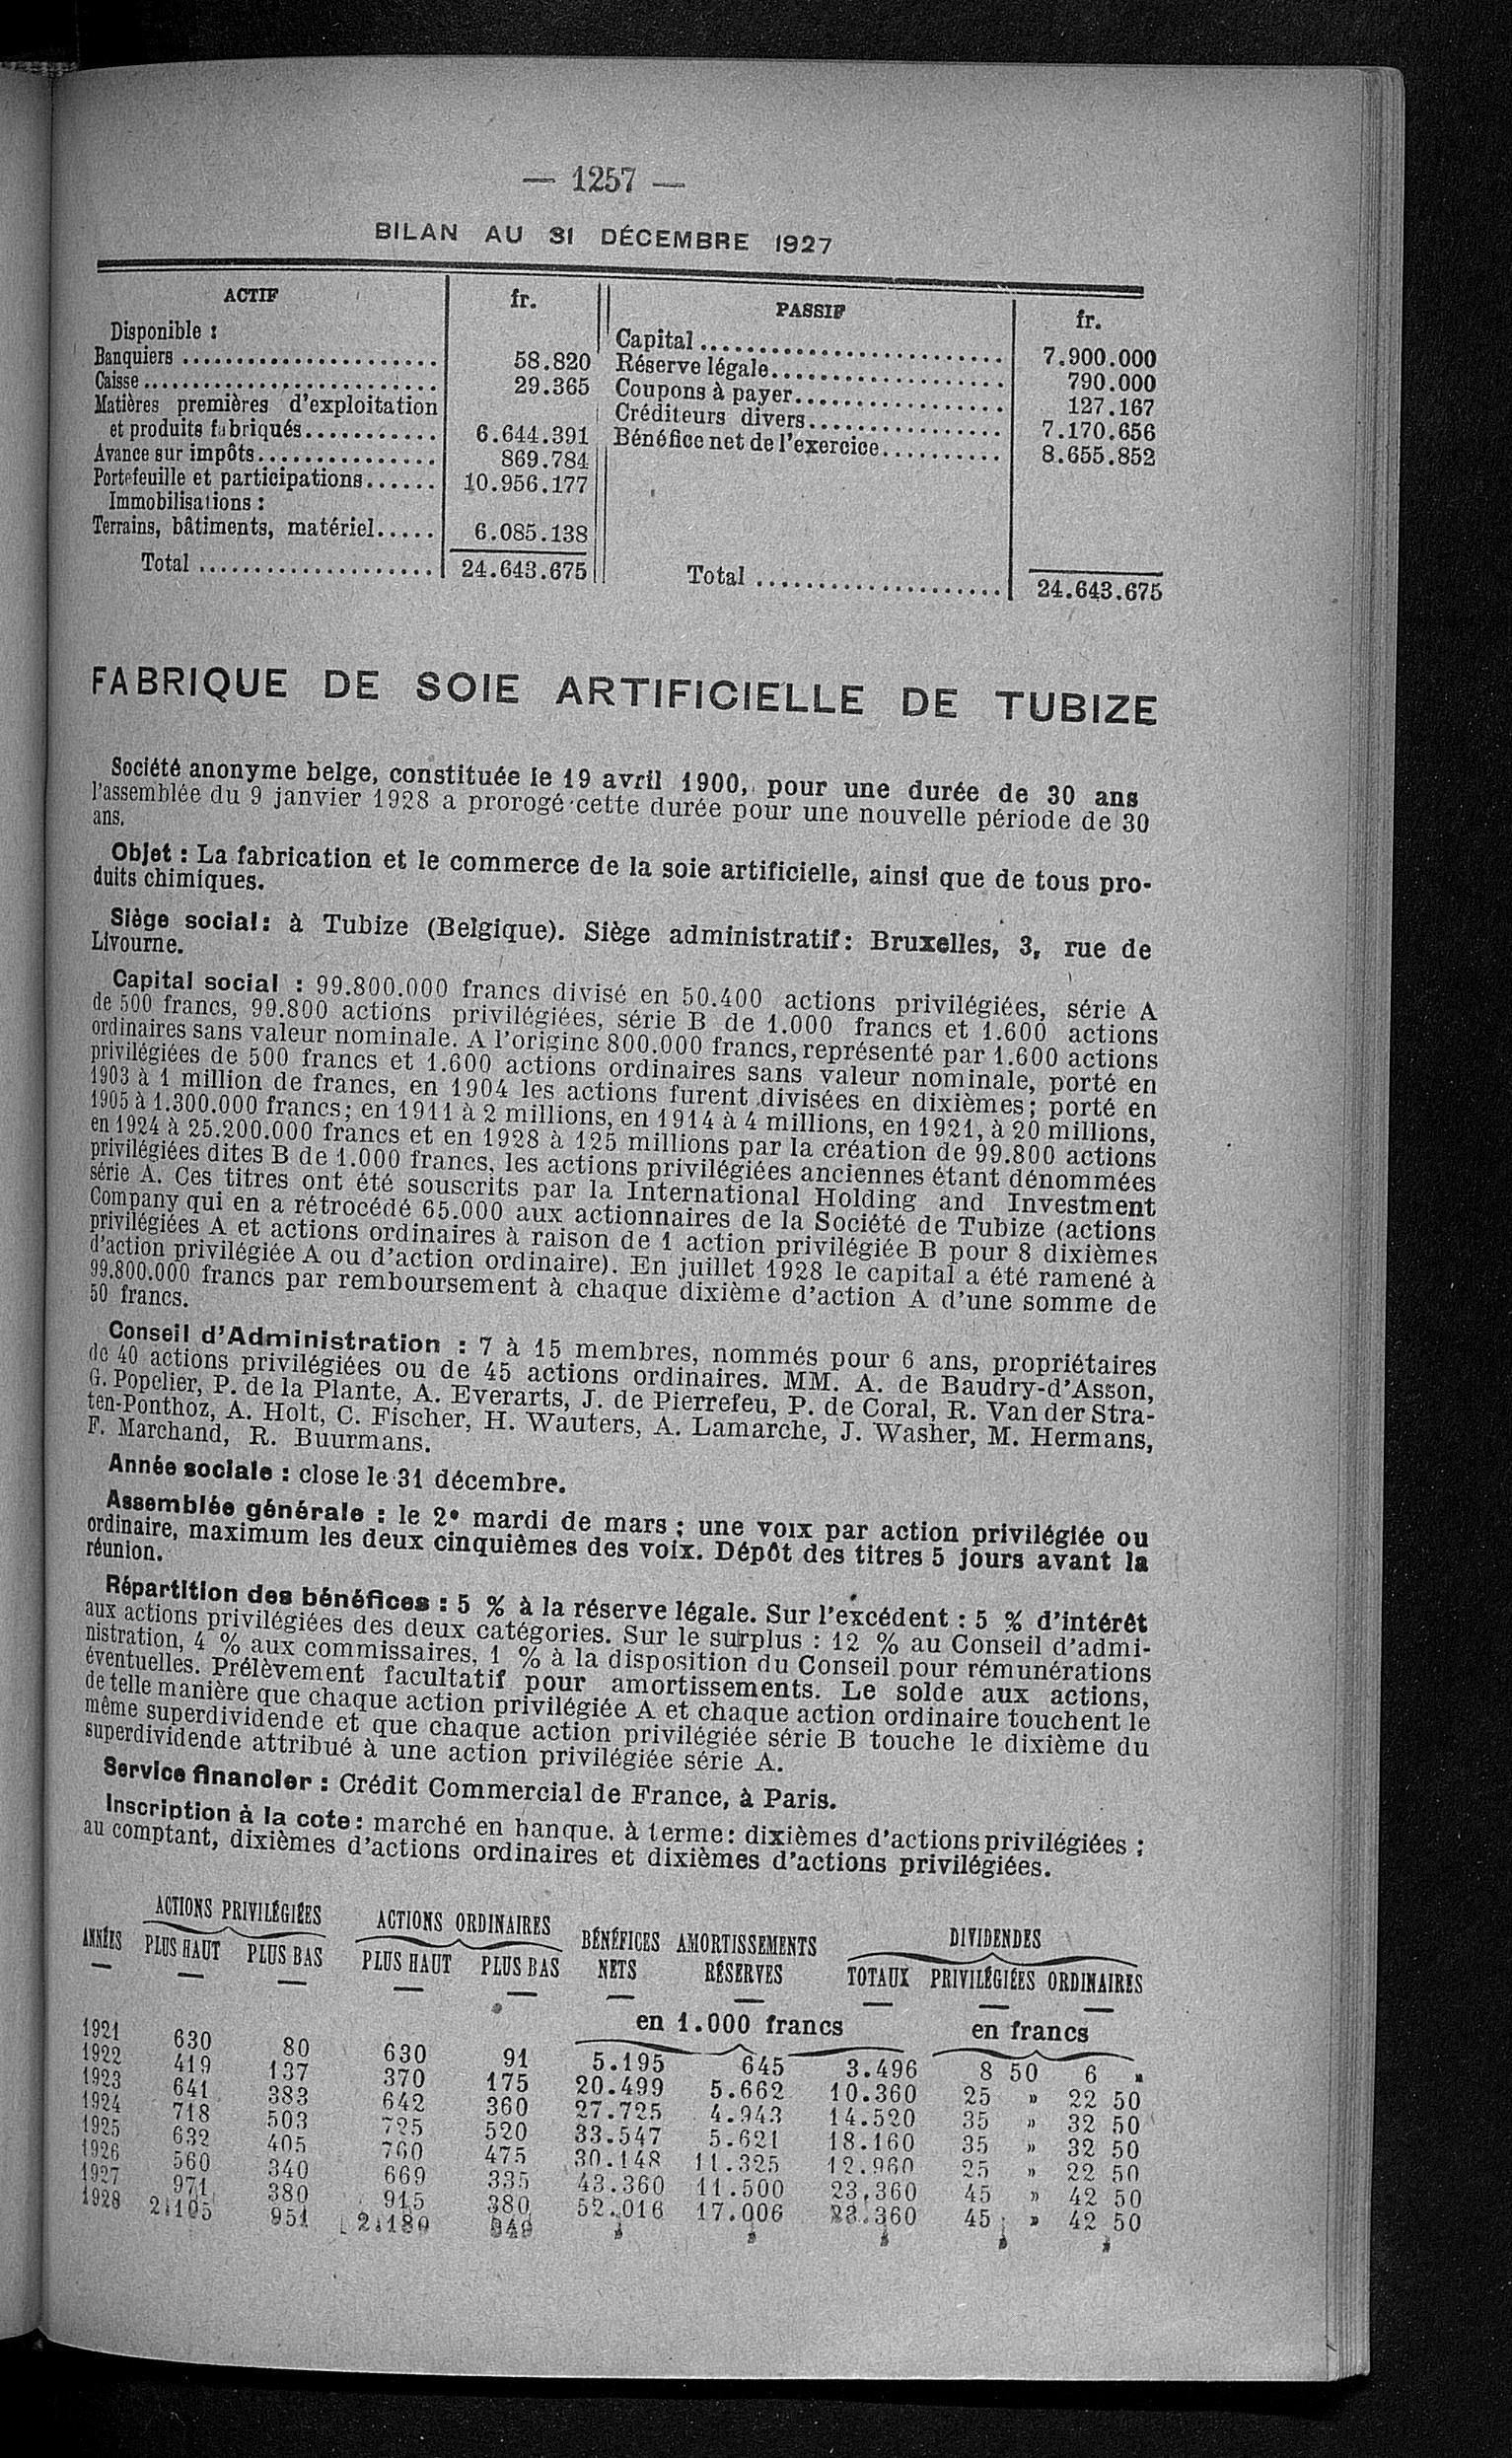 — 1257 —
BILAN AU 31 DÉCEMBRE 1927
ACTIF fr. PASSIF fr.
Disponible :
Banquiers ........................ 58.820
Caisse ........................... 29.365
Matières premières d'exploitation
et produits fabriqués............ 6.644.391
Avance sur impôts................ 869.784
Portefeuille et participations...... 10.956.177
Immobilisations :
Terrains, bâtiments, matériel..... 6.085.138
Total ..................... 24.643.675
Capital ............................ 7.900.000
Réserve légale..................... 790.000
Coupons à payer.................. 127.167
Créditeurs divers................. 7.170.656
Bénéfice net de l'exercice.......... 8.655.852
Total ...................... 24.643.675
FABRIQUE DE SOIE ARTIFICIELLE DE TUBIZE
Société anonyme belge, constituée le 19 avril 1900, pour une durée de 30 ans
l'assemblée du 9 janvier 1928 a prorogé cette durée pour une nouvelle période de 30
ans.
Objet : La fabrication et le commerce de la soie artificielle, ainsi que de tous pro-
duits chimiques.
Siège social : à Tubize (Belgique). Siège administratif : Bruxelles, 3, rue de
Livourne.
Capital social : 99.800.000 francs divisé en 50.400 actions privilégiées, série A
de 500 francs, 99.800 actions privilégiées, série B de 1.000 francs et 1.600 actions
ordinaires sans valeur nominale. A l'origine 800.000 francs, représenté par 1.600 actions
privilégiées de 500 francs et 1.600 actions ordinaires sans valeur nominale, porté en
1903 à 1 million de francs, en 1904 les actions furent divisées en dixièmes; porté en
1905 à 1.300.000 francs; en 1911 à 2 millions, en 1914 à 4 millions, en 1921, à 20 millions,
en 1924 à 25.200.000 francs et en 1928 à 125 millions par la création de 99.800 actions
privilégiées dites B de 1.000 francs, les actions privilégiées anciennes étant dénommées
série A. Ces titres ont été souscrits par la International Holding and Investment
Company qui en a rétrocédé 65.000 aux actionnaires de la Société de Tubize (actions
privilégiées A et actions ordinaires à raison de 1 action privilégiée B pour 8 dixièmes
d'action privilégiée A ou d'action ordinaire). En juillet 1928 le capital a été ramené à
99.800.000 francs par remboursement à chaque dixième d'action A d'une somme de
50 francs.
Conseil d'Administration : 7 à 15 membres, nommés pour 6 ans, propriétaires
de 40 actions privilégiées ou de 45 actions ordinaires. MM. A. de Baudry-d'Asson,
G. Popelier, P. de la Plante, A. Everarts, J. de Pierrefeu, P. de Coral, R. Van der Stra-
ten-Ponthoz, A. Holt, C. Fischer, H. Wauters, A. Lamarche, J. Washer, M. Hermans,
F. Marchand, R. Buurmans.
Année sociale : close le 31 décembre.
Assemblée générale : le 2e mardi de mars ; une voix par action privilégiée ou
ordinaire, maximum les deux cinquièmes des voix. Dépôt des titres 5 jours avant la
réunion.
Répartition des bénéfices : 5 % à la réserve légale. Sur l'excédent : 5 % d'intérêt
aux actions privilégiées des deux catégories. Sur le surplus : 12 % au Conseil d'admi-
nistration, 4 % aux commissaires, 1 % à la disposition du Conseil pour rémunérations
éventuelles. Prélèvement facultatif pour amortissements. Le solde aux actions,
de telle manière que chaque action privilégiée A et chaque action ordinaire touchent le
même superdividende et que chaque action privilégiée série B touche le dixième du
superdividende attribué à une action privilégiée série A.
Service financier : Crédit Commercial de France, à Paris.
Inscription à la cote : marché en banque. à terme : dixièmes d'actions privilégiées ;
au comptant, dixièmes d'actions ordinaires et dixièmes d'actions privilégiées.
ANNÉES ACTIONS PRIVILÉGIÉES ACTIONS ORDINAIRES BÉNÉFICES AMORTISSEMENTS DIVIDENDES
PLUS HAUT PLUS BAS PLUS HAUT PLUS BAS NETS RÉSERVES TOTAUX PRIVILÉGIÉES ORDINAIRES
en 1.000 francs en francs
1921 630 80 630 91 5.195 645 3.496 8 50 6 »
1922 419 137 370 175 20.499 5.662 10.360 25 » 22 50
1923 641 383 642 360 27.725 4.943 14.520 35 » 32 50
1924 718 503 725 520 33.547 5.621 18.160 35 » 32 50
1925 632 405 760 475 30.148 11.325 12.960 25 » 22 50
1926 560 340 669 335 43.360 11.500 23.360 45 » 42 50
1927 971 380 915 380 52.016 17.006 23.360 45 » 42 50
1928 2.105 951 2.180 » » » » »